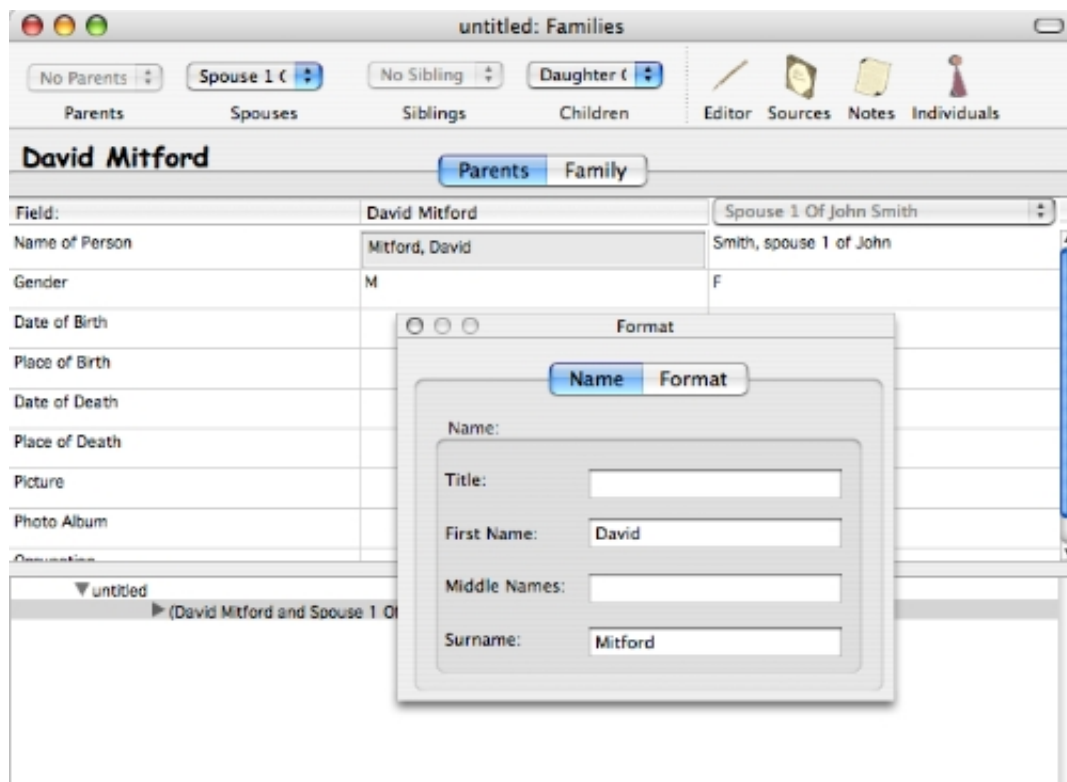 untitled: Families
No Parents Spouse 1 ( No Sibling Daughter (
Parents Spouses Siblings Children Editor Sources Notes Individuals
David Mitford
Parents Family
Field: David Mitford Spouse 1 Of John Smith
Name of Person Mitford, David Smith, spouse 1 of John
Gender M F
Date of Birth
Place of Birth
Date of Death
Place of Death
Picture
Photo Album
Occupation
Format
Name Format
Name:
Title:
First Name: David
Middle Names:
Surname: Mitford
untitled
(David Mitford and Spouse 1 Of